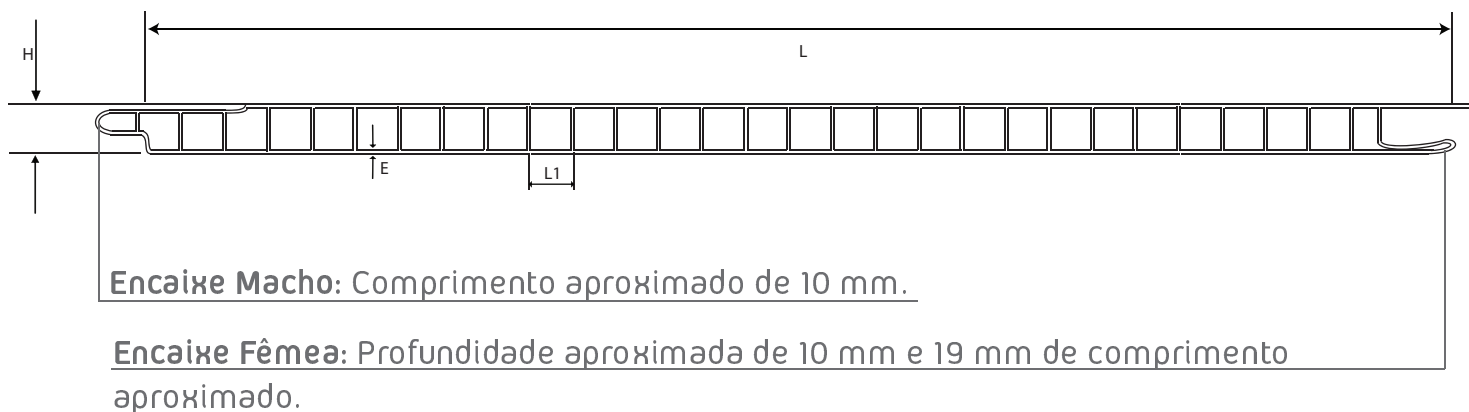 H
L
E
L1
Encaixe Macho: Comprimento aproximado de 10 mm.
Encaixe Fêmea: Profundidade aproximada de 10 mm e 19 mm de comprimento
aproximado.